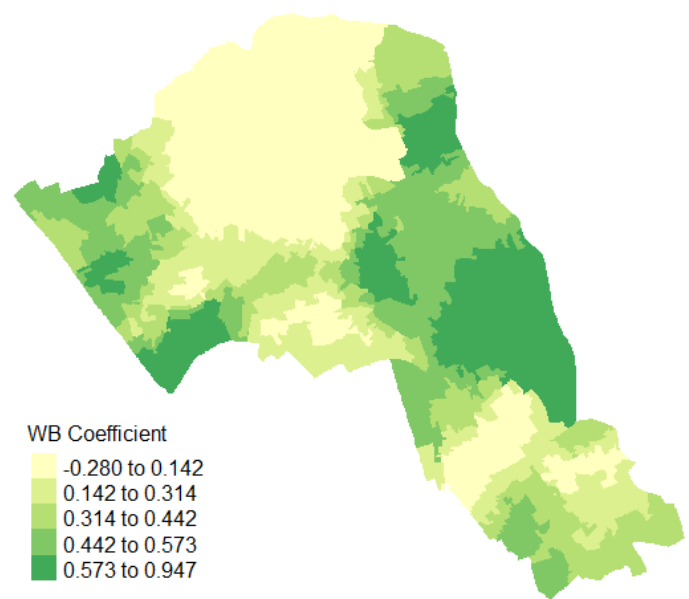 WB Coefficient
-0.280 to 0.142
0.142 to 0.314
0.314 to 0.442
0.442 to 0.573
0.573 to 0.947